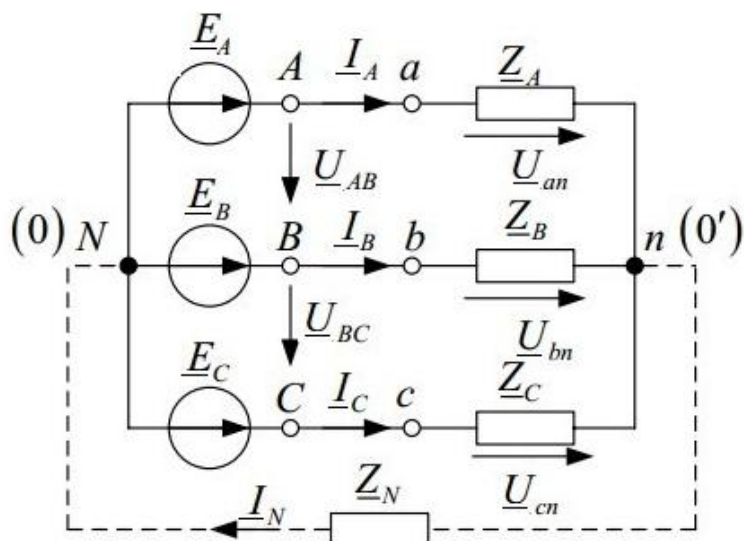 E_A A I_A a Z_A
U_AB U_an
(0) N E_B B I_B b Z_B n (0′)
U_BC U_bn
E_C C I_C c Z_C
I_N Z_N U_cn